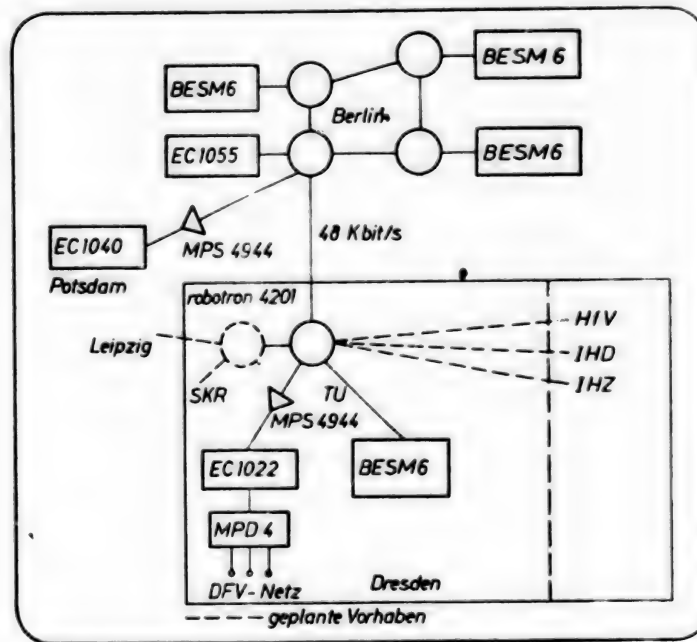 BESM6
BESM 6
Berlin
EC1055
BESM6
48 Kbit/s
EC1040
MPS 4944
Potsdam
robotron 4201
HIV
Leipzig
IHD
SKR
IHZ
TU
MPS 4944
EC1022
BESM6
MPD 4
DFV-Netz
Dresden
geplante Vorhaben